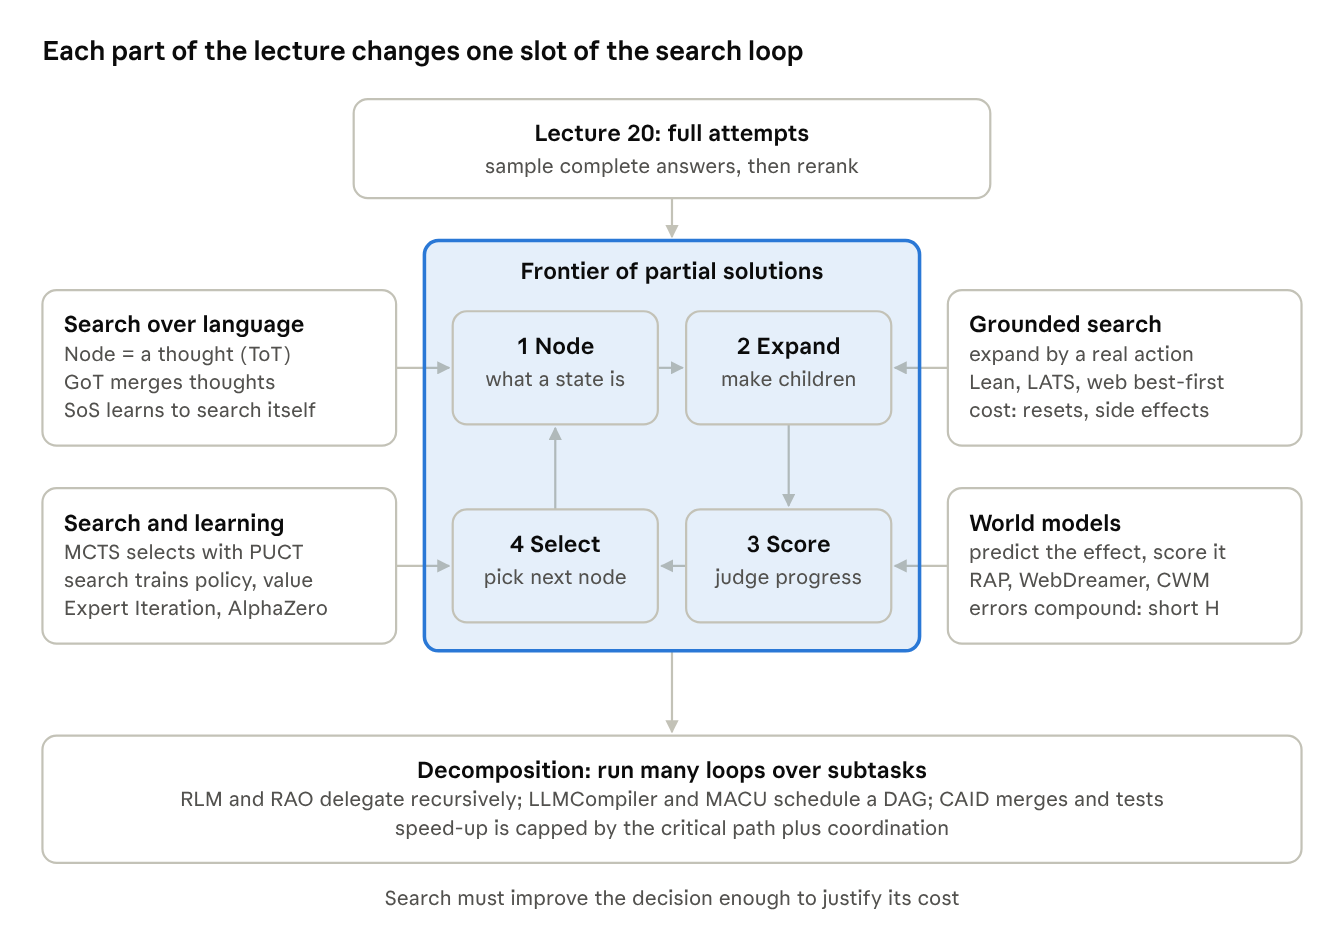 Each part of the lecture changes one slot of the search loop
Lecture 20: full attempts
sample complete answers, then rerank
Frontier of partial solutions
Search over language
Node = a thought (ToT)
GoT merges thoughts
SoS learns to search itself
1 Node
what a state is
2 Expand
make children
Grounded search
expand by a real action
Lean, LATS, web best-first
cost: resets, side effects
Search and learning
MCTS selects with PUCT
search trains policy, value
Expert Iteration, AlphaZero
4 Select
pick next node
3 Score
judge progress
World models
predict the effect, score it
RAP, WebDreamer, CWM
errors compound: short H
Decomposition: run many loops over subtasks
RLM and RAO delegate recursively; LLMCompiler and MACU schedule a DAG; CAID merges and tests
speed-up is capped by the critical path plus coordination
Search must improve the decision enough to justify its cost